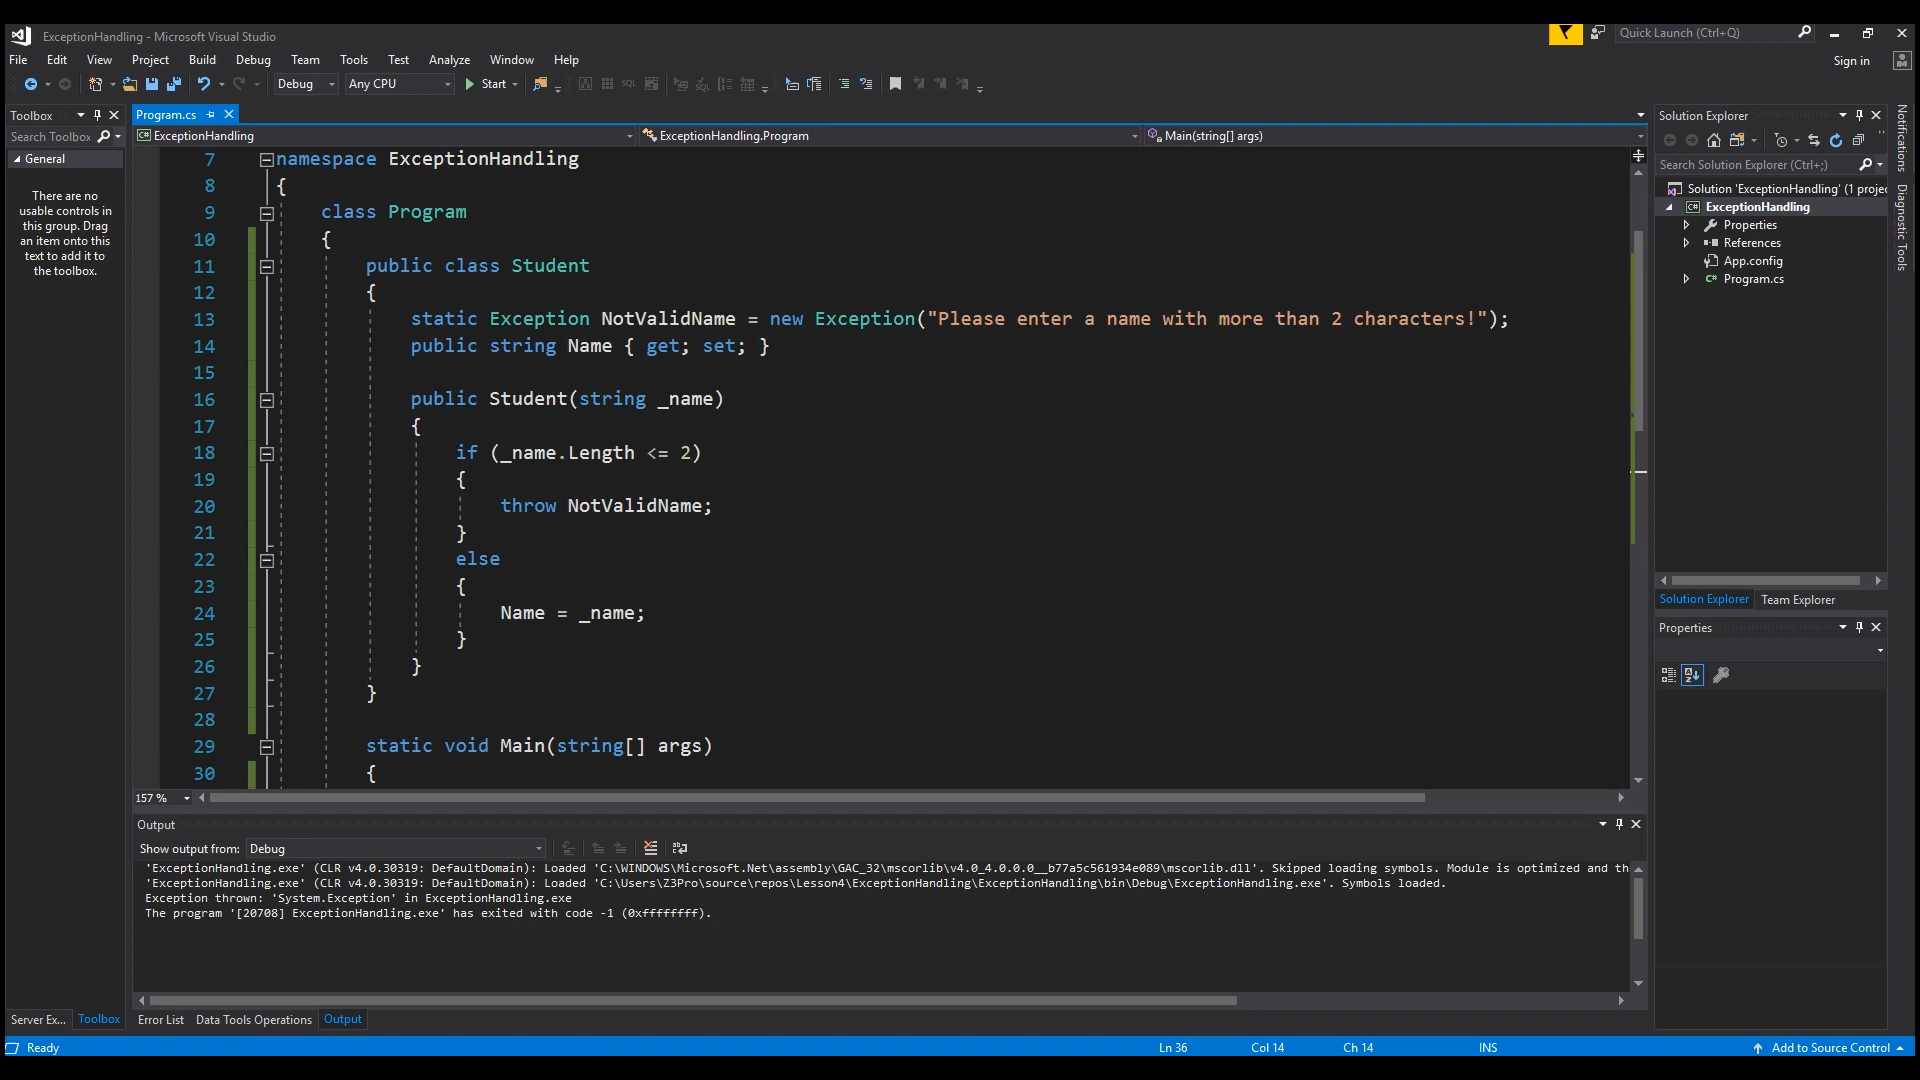 ExceptionHandling - Microsoft Visual Studio
Quick Launch (Ctrl+Q)
File Edit View Project Build Debug Team Tools Test Analyze Window Help
Sign in
Debug Any CPU Start
Toolbox
Search Toolbox
General
There are no
usable controls in
this group. Drag
an item onto this
text to add it to
the toolbox.
Program.cs
ExceptionHandling ExceptionHandling.Program Main(string[] args)
7 namespace ExceptionHandling
8 {
9 class Program
10 {
11 public class Student
12 {
13 static Exception NotValidName = new Exception("Please enter a name with more than 2 characters!");
14 public string Name { get; set; }
15
16 public Student(string _name)
17 {
18 if (_name.Length <= 2)
19 {
20 throw NotValidName;
21 }
22 else
23 {
24 Name = _name;
25 }
26 }
27 }
28
29 static void Main(string[] args)
30 {
157 %
Output
Show output from: Debug
'ExceptionHandling.exe' (CLR v4.0.30319: DefaultDomain): Loaded 'C:\WINDOWS\Microsoft.Net\assembly\GAC_32\mscorlib\v4.0_4.0.0.0__b77a5c561934e089\mscorlib.dll'. Skipped loading symbols. Module is optimized and th
'ExceptionHandling.exe' (CLR v4.0.30319: DefaultDomain): Loaded 'C:\Users\Z3Pro\source\repos\Lesson4\ExceptionHandling\ExceptionHandling\bin\Debug\ExceptionHandling.exe'. Symbols loaded.
Exception thrown: 'System.Exception' in ExceptionHandling.exe
The program '[20708] ExceptionHandling.exe' has exited with code -1 (0xffffffff).
Server Ex... Toolbox
Error List Data Tools Operations Output
Solution Explorer
Search Solution Explorer (Ctrl+;)
Solution 'ExceptionHandling' (1 projec
C# ExceptionHandling
Properties
References
App.config
C# Program.cs
Solution Explorer Team Explorer
Properties
Notifications
Diagnostic Tools
Ready Ln 36 Col 14 Ch 14 INS Add to Source Control